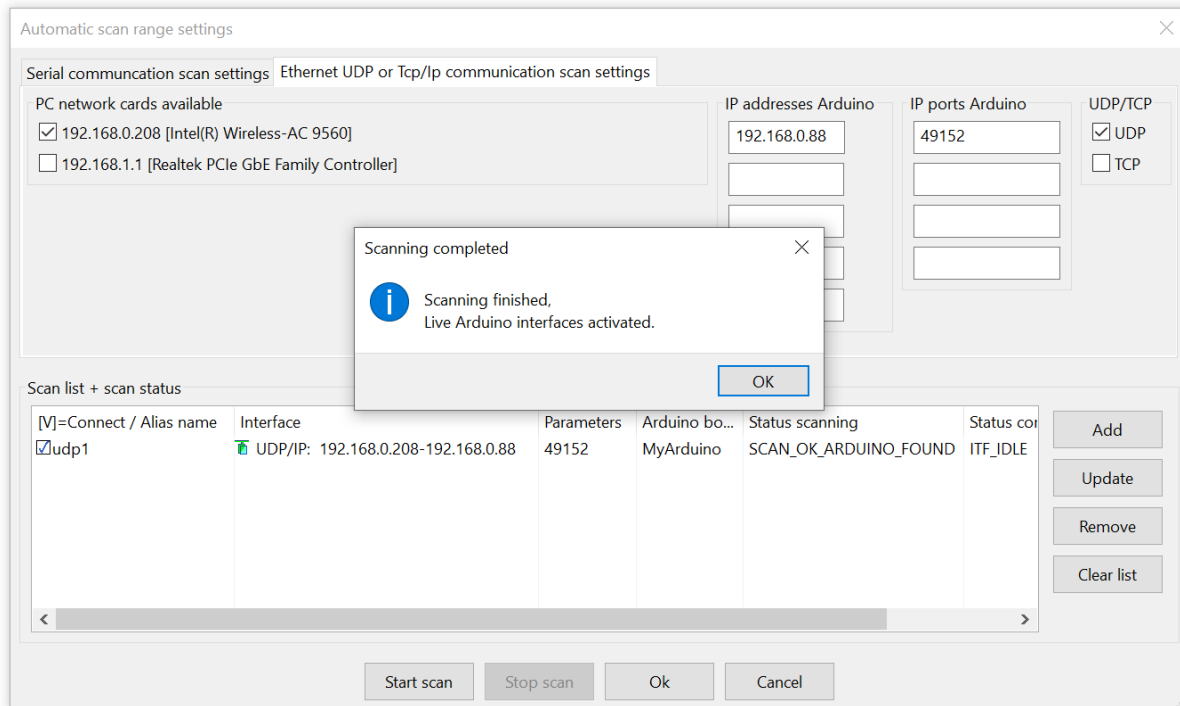 Automatic scan range settings
Serial communcation scan settings
Ethernet UDP or Tcp/Ip communication scan settings
PC network cards available
192.168.0.208 [Intel(R) Wireless-AC 9560]
192.168.1.1 [Realtek PCIe GbE Family Controller]
IP addresses Arduino
192.168.0.88
IP ports Arduino
49152
UDP/TCP
UDP
TCP
Scanning completed
Scanning finished,
Live Arduino interfaces activated.
OK
Scan list + scan status
[V]=Connect / Alias name Interface Parameters Arduino bo... Status scanning Status cor
udp1 UDP/IP: 192.168.0.208-192.168.0.88 49152 MyArduino SCAN_OK_ARDUINO_FOUND ITF_IDLE
Add
Update
Remove
Clear list
Start scan Stop scan Ok Cancel